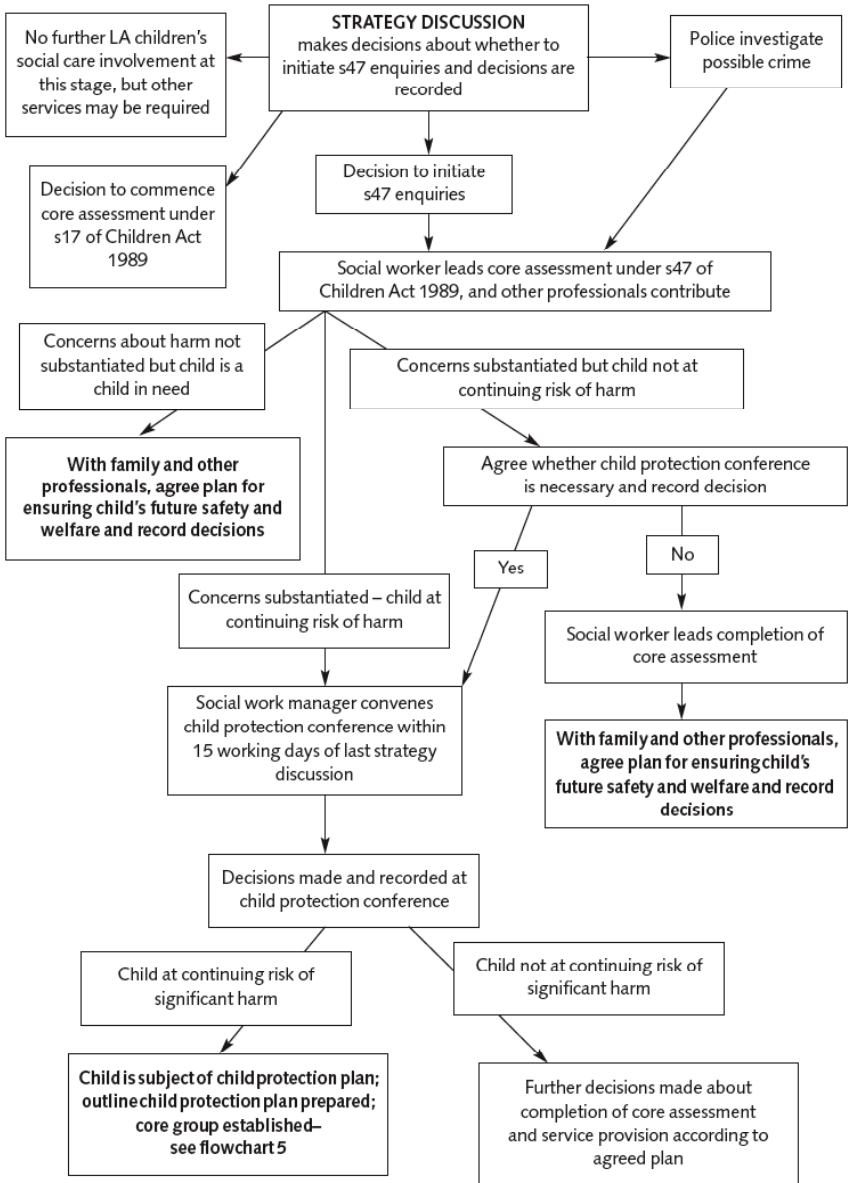 No further LA children's
social care involvement at
this stage, but other
services may be required
STRATEGY DISCUSSION
makes decisions about whether to
initiate s47 enquiries and decisions are
recorded
Police investigate
possible crime
Decision to commence
core assessment under
s17 of Children Act
1989
Decision to initiate
s47 enquiries
Social worker leads core assessment under s47 of
Children Act 1989, and other professionals contribute
Concerns about harm not
substantiated but child is a
child in need
Concerns substantiated but child not at
continuing risk of harm
With family and other
professionals, agree plan for
ensuring child's future safety and
welfare and record decisions
Agree whether child protection conference
is necessary and record decision
Yes
No
Concerns substantiated – child at
continuing risk of harm
Social worker leads completion of
core assessment
Social work manager convenes
child protection conference within
15 working days of last strategy
discussion
With family and other professionals,
agree plan for ensuring child's
future safety and welfare and record
decisions
Decisions made and recorded at
child protection conference
Child at continuing risk of
significant harm
Child not at continuing risk of
significant harm
Child is subject of child protection plan;
outline child protection plan prepared;
core group established–
see flowchart 5
Further decisions made about
completion of core assessment
and service provision according to
agreed plan